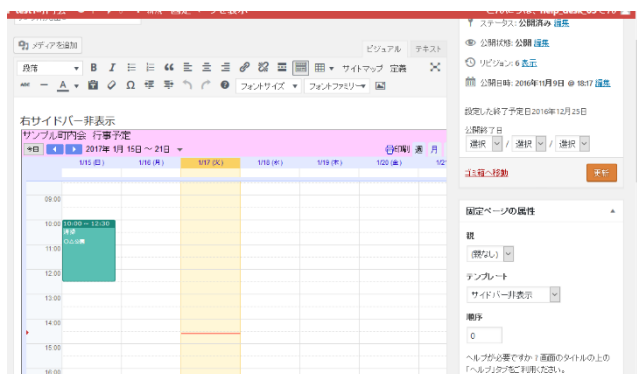 メディアを追加
ビジュアル テキスト
段落
B I
サイトマップ 定義
ABC A Ω
フォントサイズ フォントファミリー
右サイドバー非表示
サンプル町内会 行事予定
今日 2017年 1月 15日 ~ 21日 印刷 週 月
1/15 (日) 1/16 (月) 1/17 (火) 1/18 (水) 1/19 (木) 1/20 (金)
09:00
10:00 10:00 ~ 12:30
11:00
12:00
13:00
14:00
15:00
16:00
ステータス: 公開済み 編集
公開状態: 公開 編集
リビジョン: 6 表示
公開日時: 2016年11月9日 @ 18:17 編集
設定した終了予定日2016年12月25日
公開終了日
選択 / 選択 / 選択
ゴミ箱へ移動 更新
固定ページの属性
親
(親なし)
テンプレート
サイドバー非表示
順序
0
ヘルプが必要ですか ? 画面のタイトルの上の
「ヘルプ」タブをご利用ください。